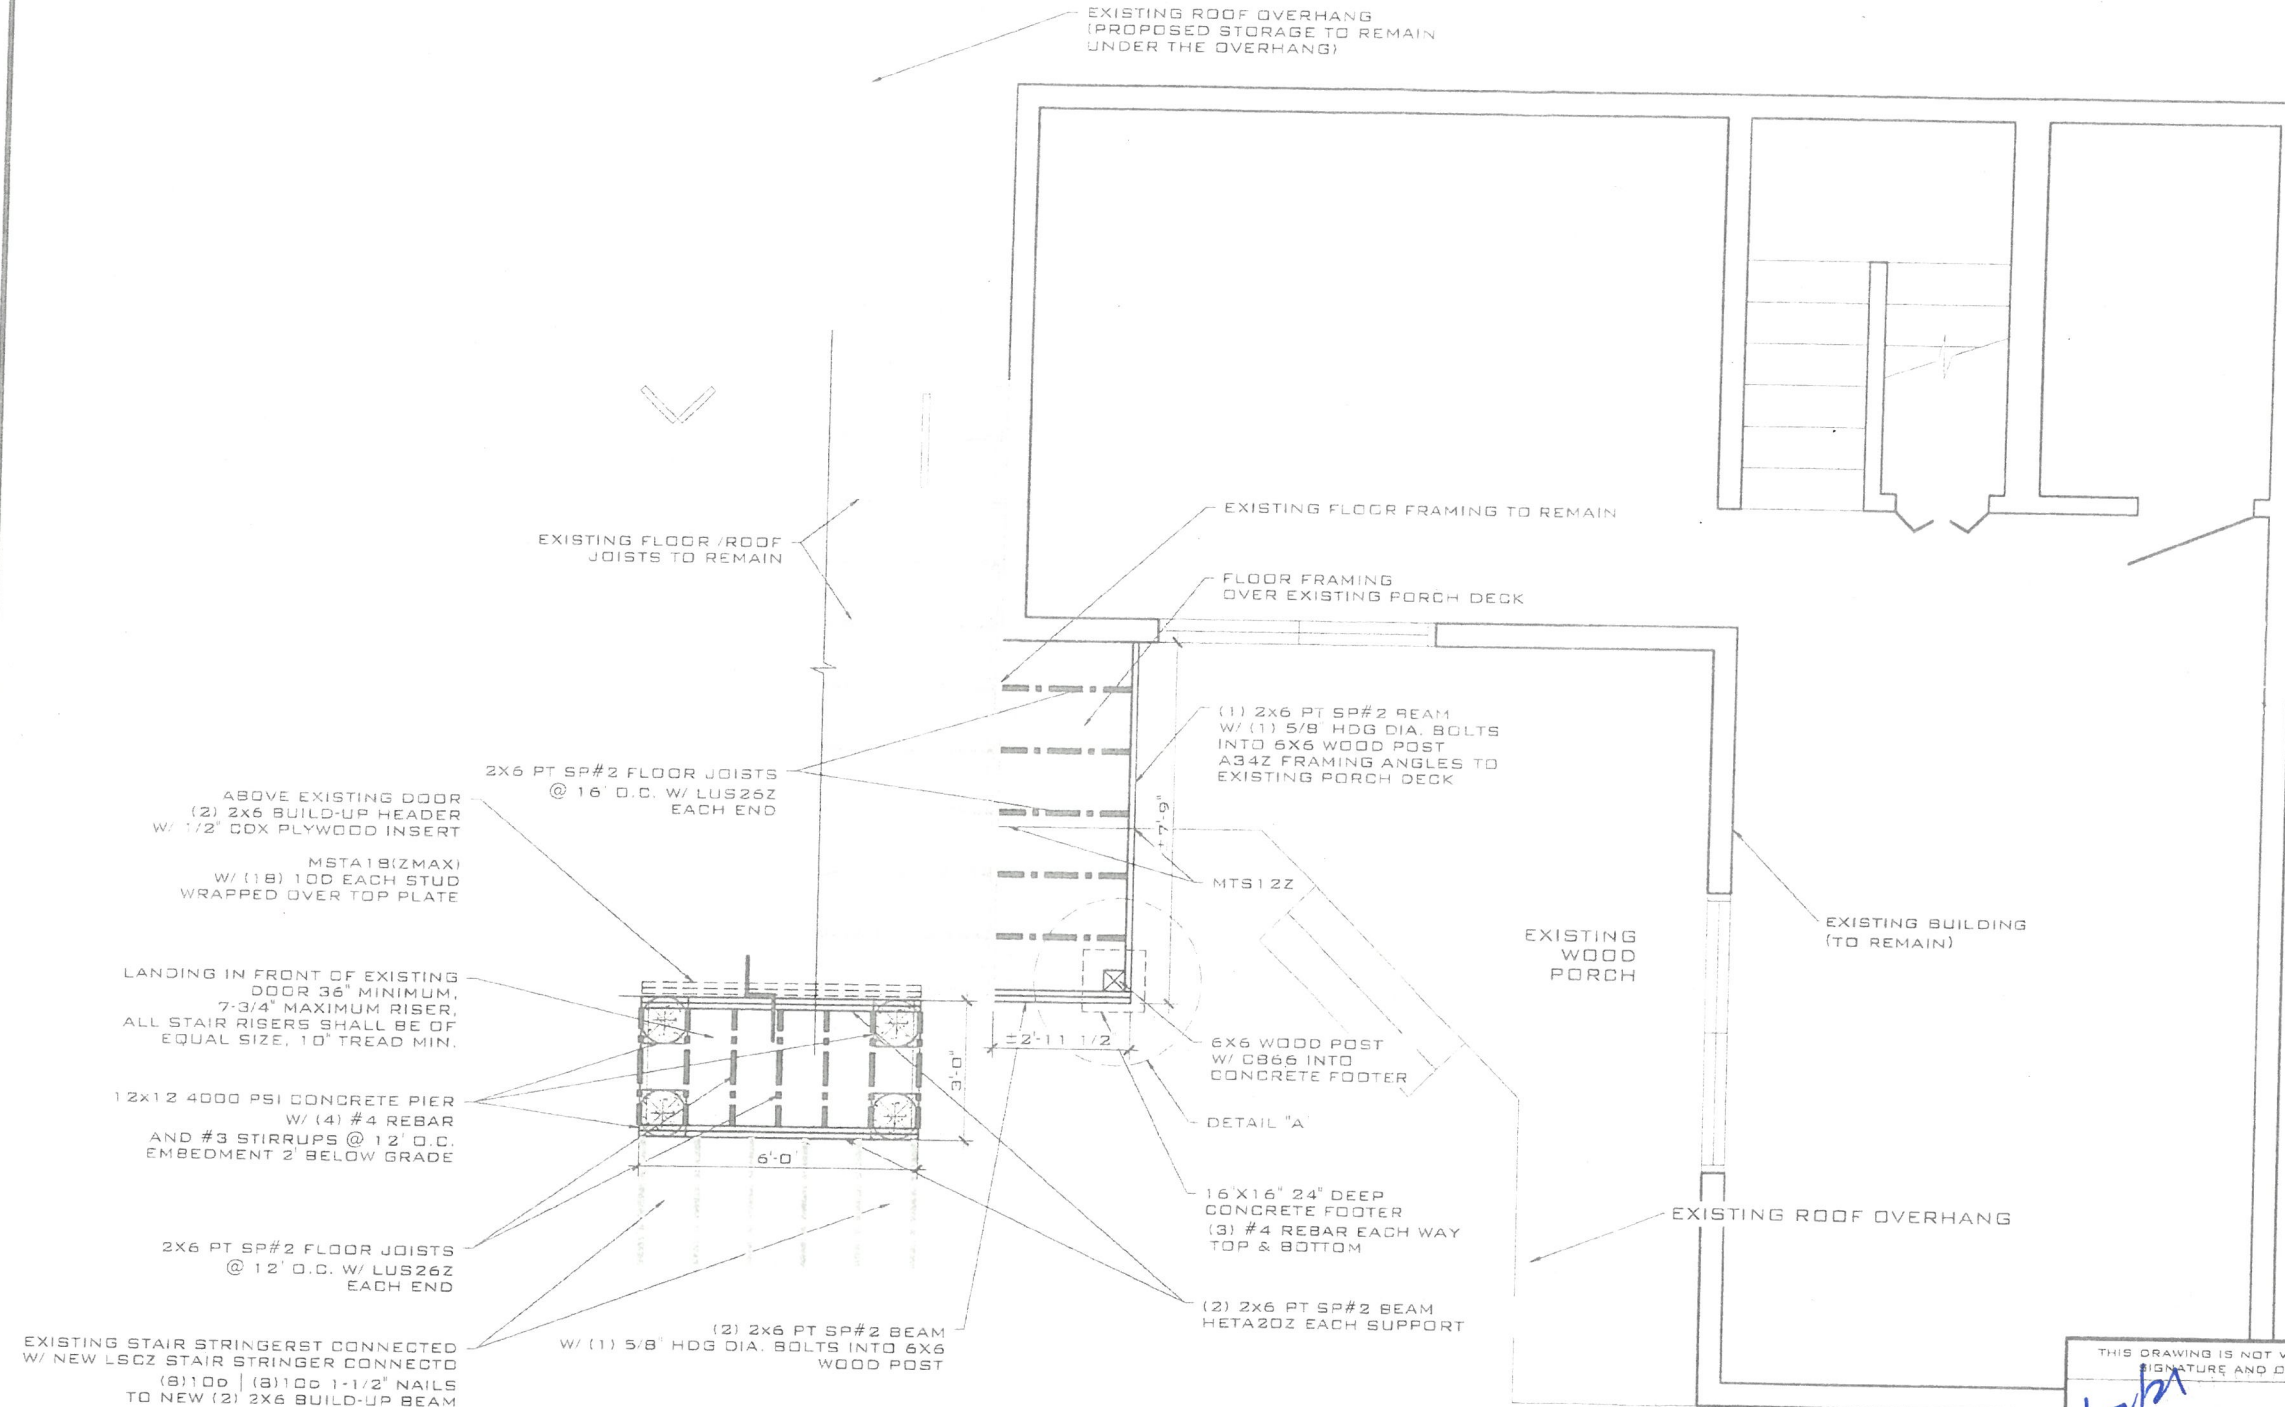 EXISTING ROOF OVERHANG
(PROPOSED STORAGE TO REMAIN
UNDER THE OVERHANG)
EXISTING FLOOR FRAMING TO REMAIN
EXISTING FLOOR /ROOF
JOISTS TO REMAIN
FLOOR FRAMING
OVER EXISTING PORCH DECK
(1) 2x6 PT SP#2 BEAM
W/ (1) 5/8" HDG DIA. BOLTS
INTO 6X6 WOOD POST
A34Z FRAMING ANGLES TO
EXISTING PORCH DECK
2X6 PT SP#2 FLOOR JOISTS
@ 16' O.C. W/ LUS26Z
EACH END
ABOVE EXISTING DOOR
(2) 2x6 BUILD-UP HEADER
W/ 1/2" CDX PLYWOOD INSERT
MSTA18(ZMAX)
W/ (18) 10D EACH STUD
WRAPPED OVER TOP PLATE
7'-9"
MTS12Z
EXISTING
WOOD
PORCH
EXISTING BUILDING
(TO REMAIN)
LANDING IN FRONT OF EXISTING
DOOR 36" MINIMUM,
7-3/4" MAXIMUM RISER,
ALL STAIR RISERS SHALL BE OF
EQUAL SIZE, 10" TREAD MIN.
±2'-11 1/2
3'-0"
6X6 WOOD POST
W/ CB66 INTO
CONCRETE FOOTER
12x12 4000 PSI CONCRETE PIER
W/ (4) #4 REBAR
AND #3 STIRRUPS @ 12' O.C.
EMBEDMENT 2' BELOW GRADE
DETAIL "A'
6'-0'
16"X16" 24" DEEP
CONCRETE FOOTER
(3) #4 REBAR EACH WAY
TOP & BOTTOM
EXISTING ROOF OVERHANG
2X6 PT SP#2 FLOOR JOISTS
@ 12' O.C. W/ LUS26Z
EACH END
(2) 2x6 PT SP#2 BEAM
HETA20Z EACH SUPPORT
(2) 2x6 PT SP#2 BEAM
W/ (1) 5/8" HDG DIA. BOLTS INTO 6X6
WOOD POST
EXISTING STAIR STRINGERST CONNECTED
W/ NEW LSCZ STAIR STRINGER CONNECTO
(8)10D | (8)10D 1-1/2" NAILS
TO NEW (2) 2X6 BUILD-UP BEAM
THIS DRAWING IS NOT
SIGNATURE AND